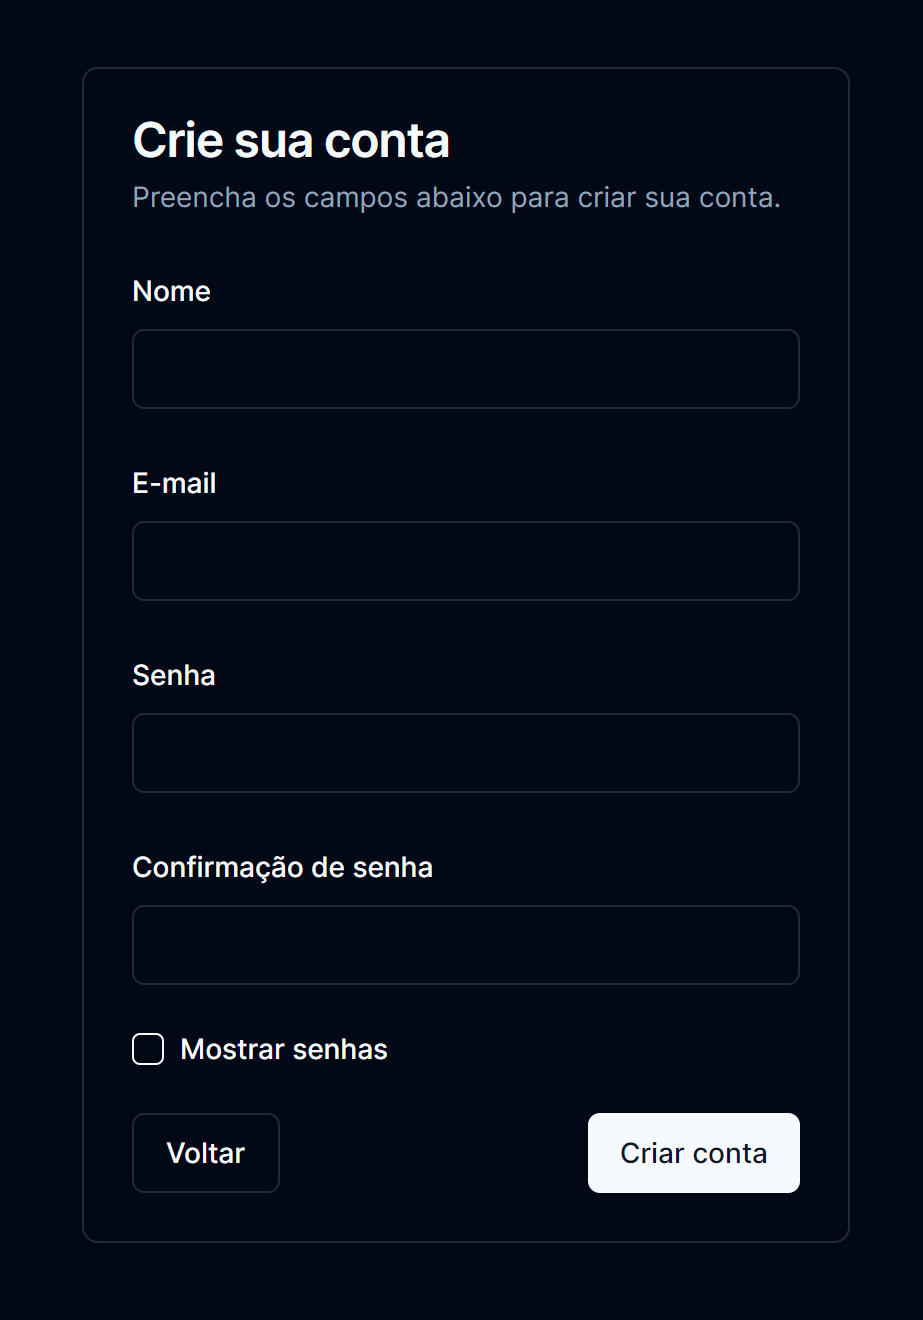 Crie sua conta
Preencha os campos abaixo para criar sua conta.
Nome
E-mail
Senha
Confirmação de senha
Mostrar senhas
Voltar
Criar conta